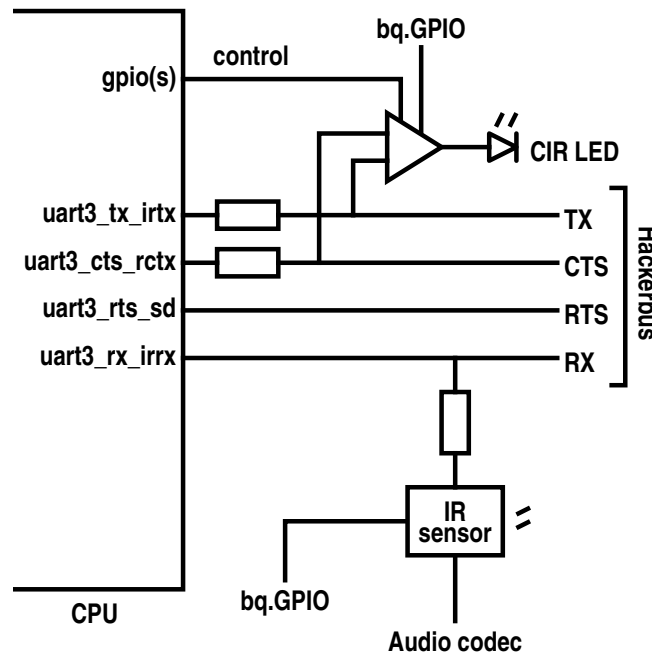 bq.GPIO
control
gpio(s)
CIR LED
uart3_tx_irtx
TX
uart3_cts_rctx
CTS
uart3_rts_sd
RTS
uart3_rx_irrx
RX
Hackerbus
IR
sensor
bq.GPIO
CPU
Audio codec